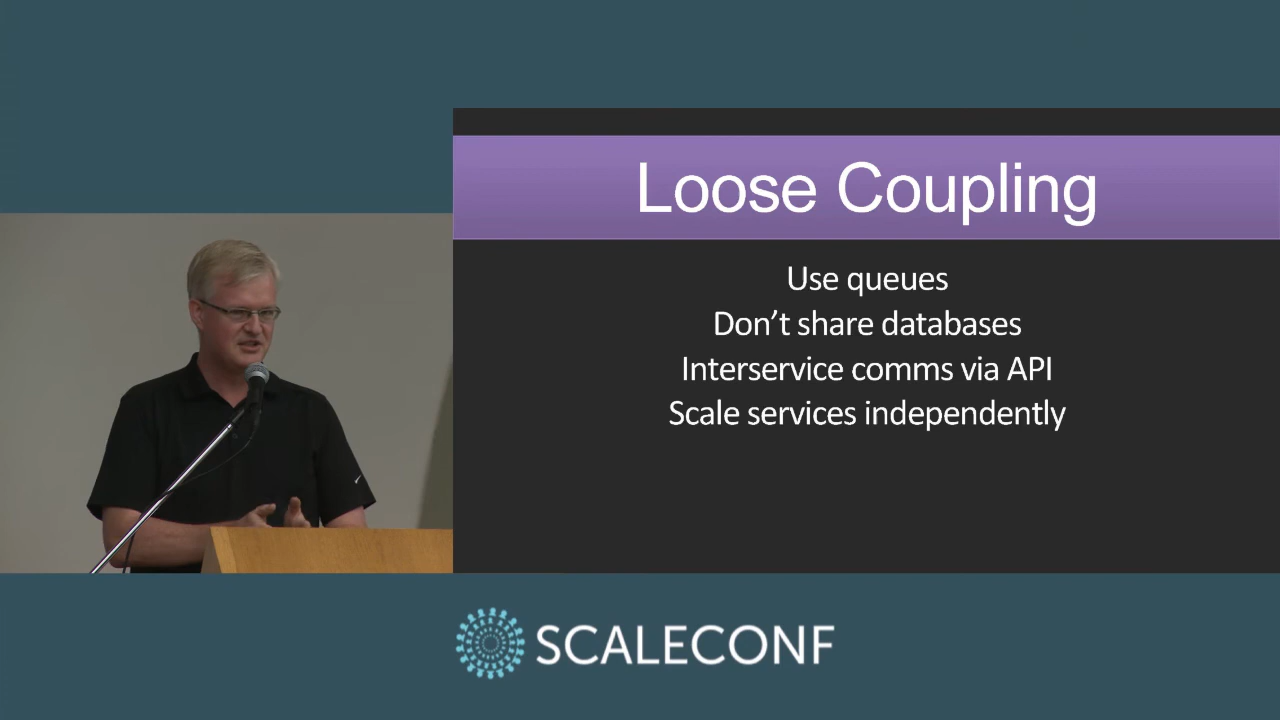 Loose Coupling
Use queues
Don't share databases
Interservice comms via API
Scale services independently
SCALECONF